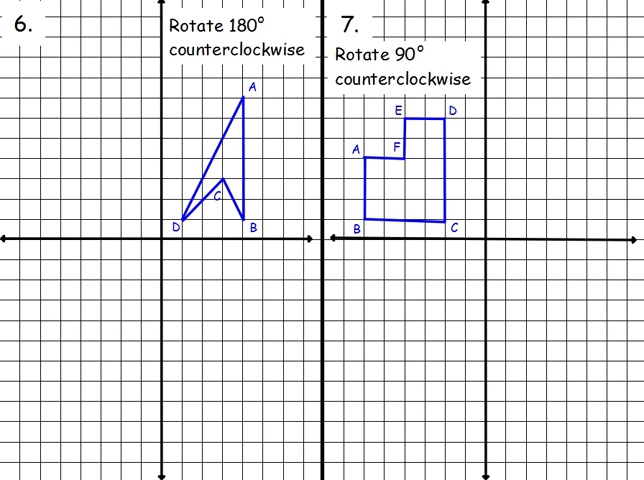 6.
Rotate 180°
counterclockwise
A
C
D
B
7.
Rotate 90°
counterclockwise
E
D
A
F
B
C